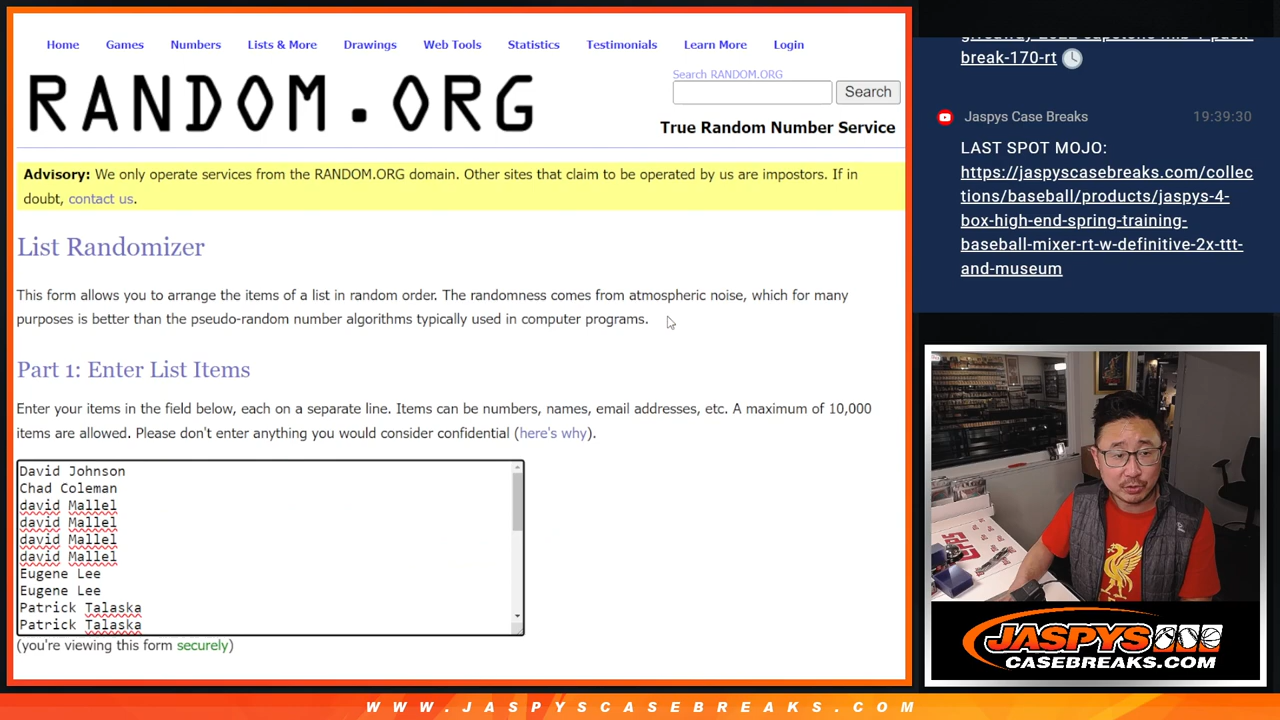 Home Games Numbers Lists & More Drawings Web Tools Statistics Testimonials Learn More Login
RANDOM.ORG
Search RANDOM.ORG
Search
True Random Number Service
Advisory: We only operate services from the RANDOM.ORG domain. Other sites that claim to be operated by us are impostors. If in
doubt, contact us.
List Randomizer
This form allows you to arrange the items of a list in random order. The randomness comes from atmospheric noise, which for many
purposes is better than the pseudo-random number algorithms typically used in computer programs.
Part 1: Enter List Items
Enter your items in the field below, each on a separate line. Items can be numbers, names, email addresses, etc. A maximum of 10,000
items are allowed. Please don't enter anything you would consider confidential (here's why).
David Johnson
Chad Coleman
david Mallel
david Mallel
david Mallel
david Mallel
Eugene Lee
Eugene Lee
Patrick Talaska
Patrick Talaska
(you're viewing this form securely)
break-170-rt
Jaspys Case Breaks 19:39:30
LAST SPOT MOJO:
https://jaspyscasebreaks.com/collec
tions/baseball/products/jaspys-4-
box-high-end-spring-training-
baseball-mixer-rt-w-definitive-2x-ttt-
and-museum
JASPYS
CASEBREAKS.COM
WWW.JASPYSCASEBREAKS.COM